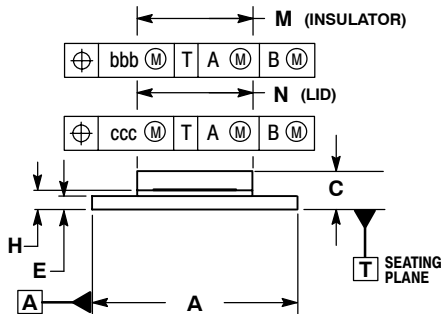 M (INSULATOR)
⌖ bbb Ⓜ T A Ⓜ B Ⓜ
N (LID)
⌖ ccc Ⓜ T A Ⓜ B Ⓜ
C
H
E
T SEATING
PLANE
A
A